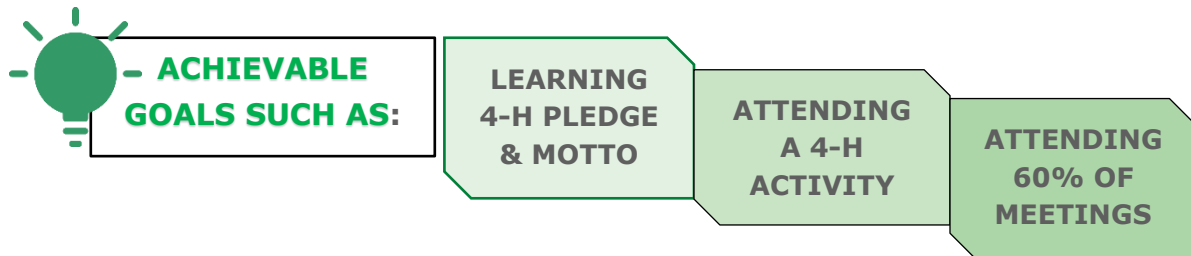 ACHIEVABLE
GOALS SUCH AS:
LEARNING
4-H PLEDGE
& MOTTO
ATTENDING
A 4-H
ACTIVITY
ATTENDING
60% OF
MEETINGS